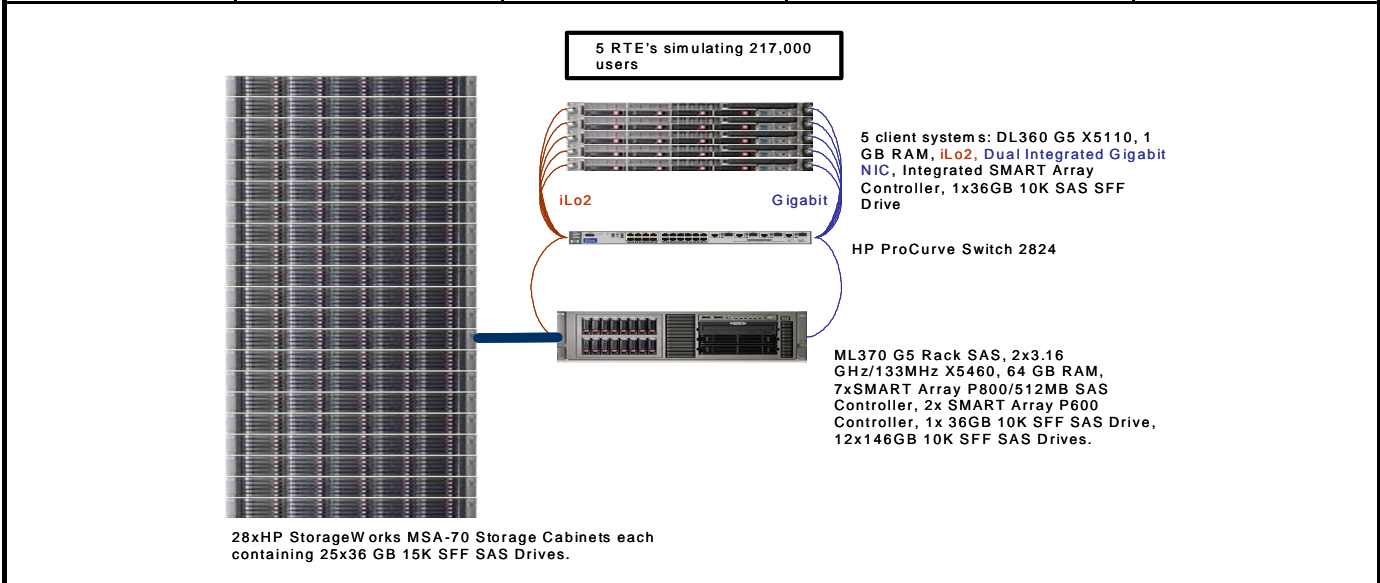 5 RTE's simulating 217,000
users
5 client systems: DL360 G5 X5110, 1
GB RAM, iLo2, Dual Integrated Gigabit
NIC, Integrated SMART Array
Controller, 1x36GB 10K SAS SFF
Drive
iLo2
Gigabit
HP ProCurve Switch 2824
ML370 G5 Rack SAS, 2x3.16
GHz/133MHz X5460, 64 GB RAM,
7xSMART Array P800/512MB SAS
Controller, 2x SMART Array P600
Controller, 1x 36GB 10K SFF SAS Drive,
12x146GB 10K SFF SAS Drives.
28xHP StorageWorks MSA-70 Storage Cabinets each
containing 25x36 GB 15K SFF SAS Drives.